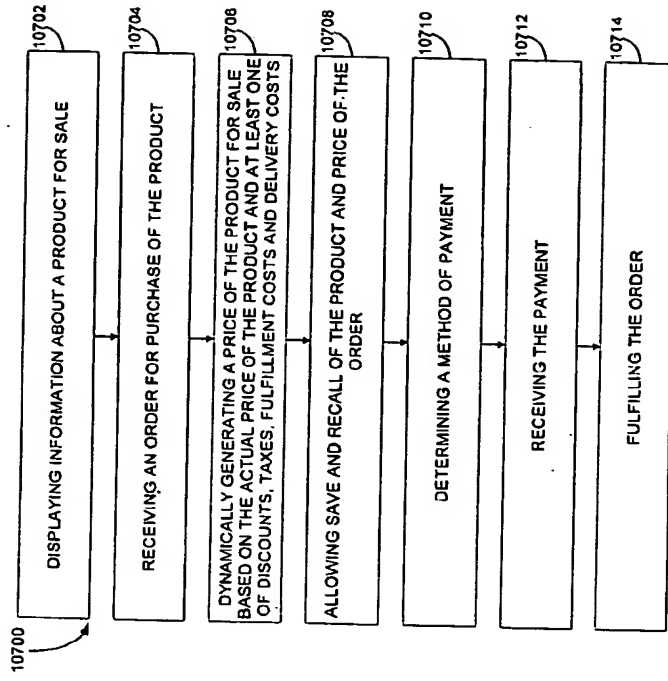 10700
10702
DISPLAYING INFORMATION ABOUT A PRODUCT FOR SALE
10704
RECEIVING AN ORDER FOR PURCHASE OF THE PRODUCT
10706
DYNAMICALLY GENERATING A PRICE OF THE PRODUCT FOR SALE
BASED ON THE ACTUAL PRICE OF THE PRODUCT AND AT LEAST ONE
OF DISCOUNTS, TAXES, FULFILLMENT COSTS AND DELIVERY COSTS
10708
ALLOWING SAVE AND RECALL OF THE PRODUCT AND PRICE OF THE
ORDER
10710
DETERMINING A METHOD OF PAYMENT
10712
RECEIVING THE PAYMENT
10714
FULFILLING THE ORDER